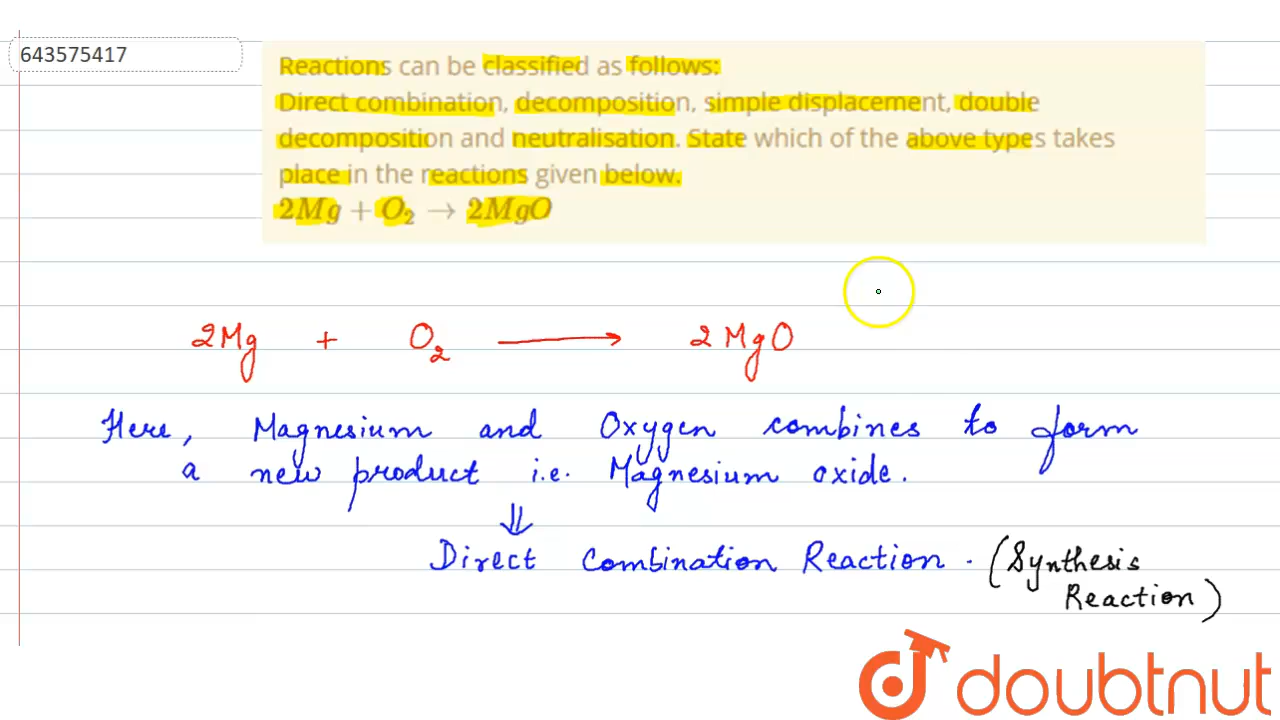 643575417
Reactions can be classified as follows:
Direct combination, decomposition, simple displacement, double
decomposition and neutralisation. State which of the above types takes
place in the reactions given below.
2Mg + O₂ → 2MgO
2Mg + O₂ ⟶ 2MgO
Here, Magnesium and Oxygen combines to form
a new product i.e. Magnesium oxide.
⇓
Direct Combination Reaction. (Synthesis
Reaction)
doubtnut